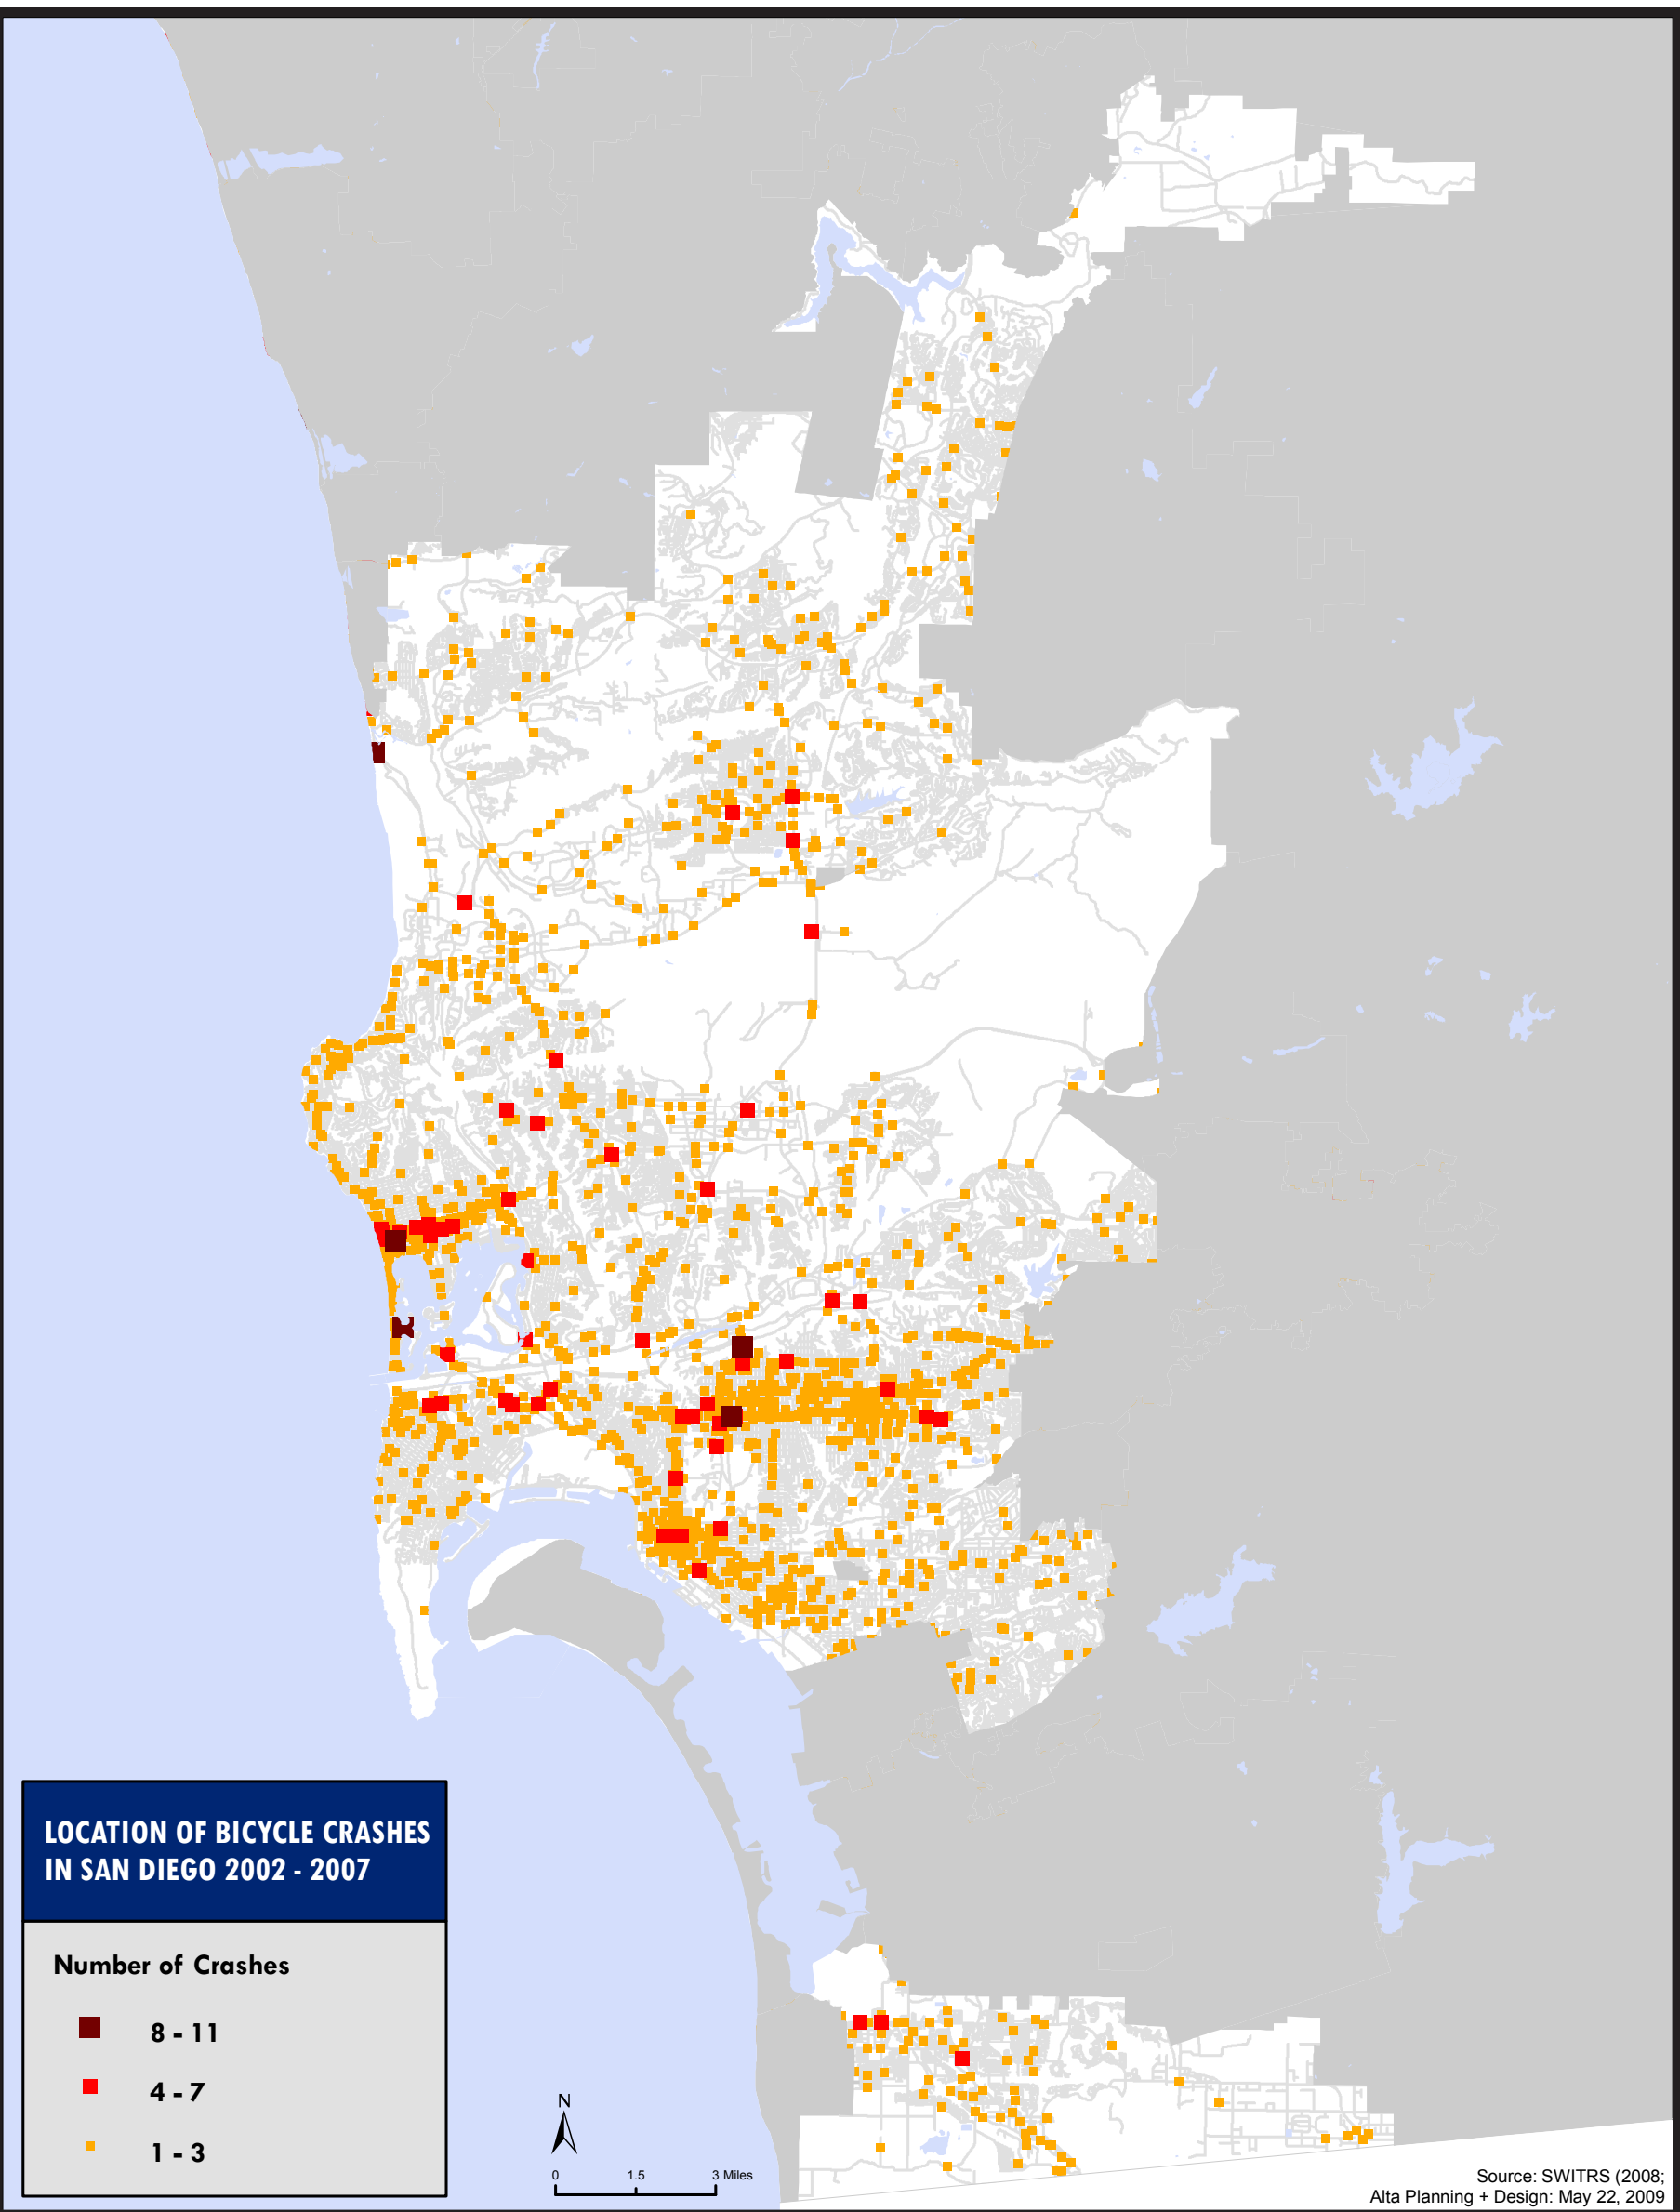 LOCATION OF BICYCLE CRASHES
IN SAN DIEGO 2002 - 2007
Number of Crashes
8 - 11
4 - 7
1 - 3
N
0 1.5 3 Miles
Source: SWITRS (2008;
Alta Planning + Design: May 22, 2009